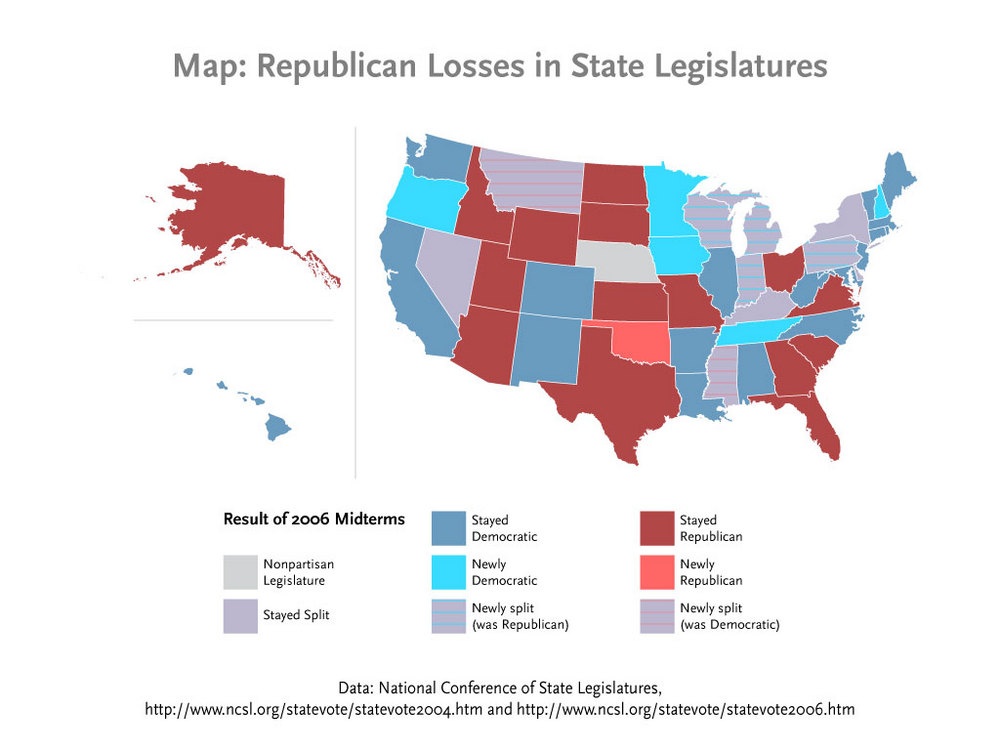 Map: Republican Losses in State Legislatures
Result of 2006 Midterms
Nonpartisan
Legislature
Stayed Split
Stayed
Democratic
Newly
Democratic
Newly split
(was Republican)
Stayed
Republican
Newly
Republican
Newly split
(was Democratic)
Data: National Conference of State Legislatures,
http://www.ncsl.org/statevote/statevote2004.htm and http://www.ncsl.org/statevote/statevote2006.htm